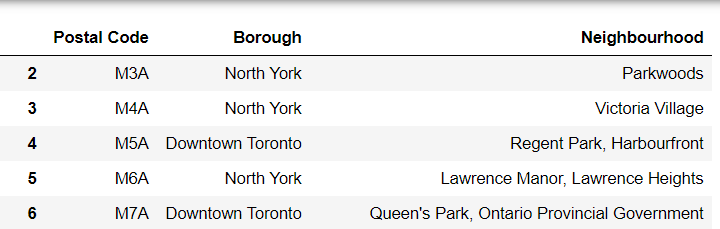 Postal Code Borough Neighbourhood
2 M3A North York Parkwoods
3 M4A North York Victoria Village
4 M5A Downtown Toronto Regent Park, Harbourfront
5 M6A North York Lawrence Manor, Lawrence Heights
6 M7A Downtown Toronto Queen's Park, Ontario Provincial Government